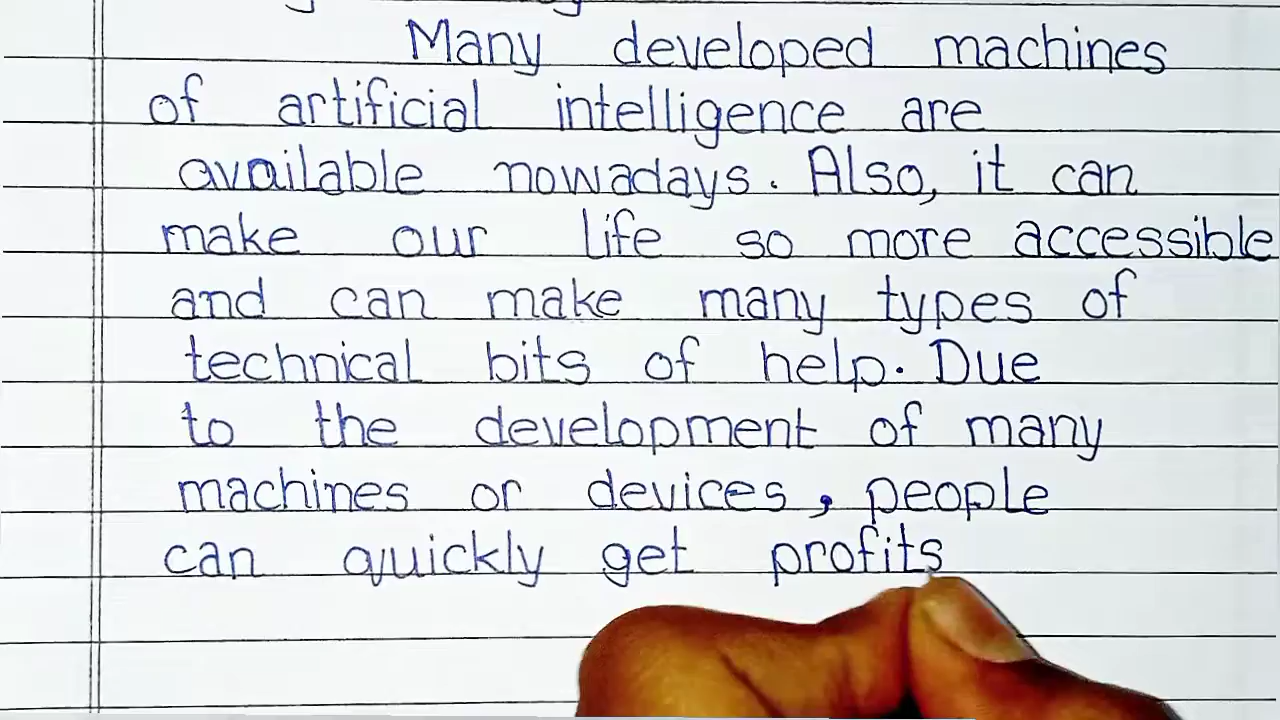 Many developed machines
of artificial intelligence are
available nowadays. Also, it can
make our life so more accessible
and can make many types of
technical bits of help. Due
to the development of many
machines or devices, people
can quickly get profits